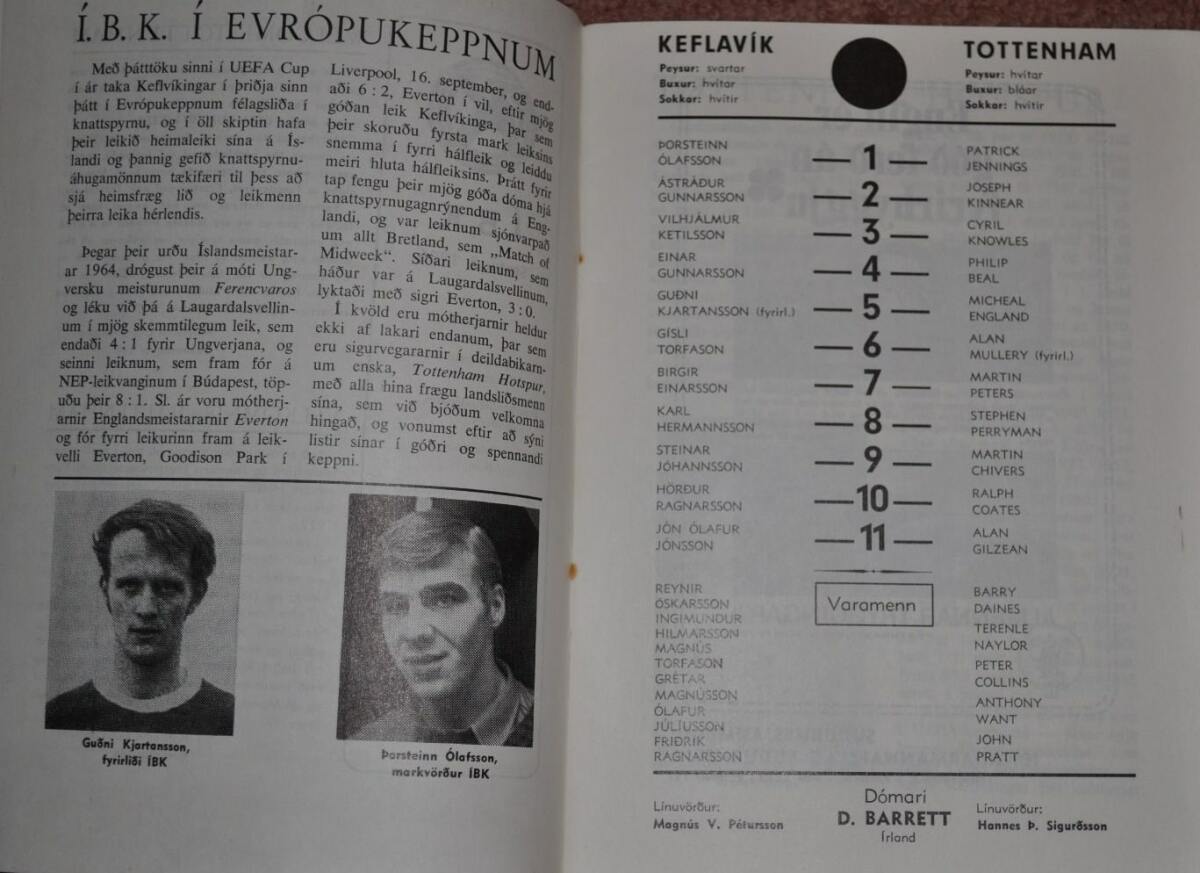 Í. B. K. Í EVRÓPUKEPPNUM
Með þátttöku sinni í UEFA Cup
í ár taka Keflvíkingar í þriðja sinn
þátt í Evrópukeppnum félagsliða í
knattspyrnu, og í öll skiptin hafa
þeir leikið heimaleiki sína á Ís-
landi og þannig gefið knattspyrnu-
áhugamönnum tækifæri til þess að
sjá heimsfræg lið og leikmenn
þeirra leika hérlendis.
Þegar þeir urðu Íslandsmeistar-
ar 1964, drógust þeir á móti Ung-
versku meisturunum Ferencvaros
og léku við þá á Laugardalsvellin-
um í mjög skemmtilegum leik, sem
endaði 4 : 1 fyrir Ungverjana, og
seinni leiknum, sem fram fór á
NEP-leikvanginum í Búdapest, töp-
uðu þeir 8 : 1. Sl. ár voru mótherj-
arnir Englandsmeistararnir Everton
og fór fyrri leikurinn fram á leik-
velli Everton, Goodison Park í
Liverpool, 16. september, og end-
aði 6 : 2, Everton í vil, eftir mjög
góðan leik Keflvíkinga, þar sem
þeir skoruðu fyrsta mark leiksins
snemma í fyrri hálfleik og leiddu
meiri hluta hálfleiksins. Þrátt fyrir
tap fengu þeir mjög góða dóma hjá
knattspyrnugagnrýnendum á Eng-
landi, og var leiknum sjónvarpað
um allt Bretland, sem „Match of
Midweek“. Síðari leiknum, sem
háður var á Laugardalsvellinum,
lyktaði með sigri Everton, 3 : 0.
Í kvöld eru mótherjarnir heldur
ekki af lakari endanum, þar sem
eru sigurvegararnir í deildabikarn-
um enska, Tottenham Hotspur,
með alla hina frægu landsliðsmenn
sína, sem við bjóðum velkomna
hingað, og vonumst eftir að sýni
listir sínar í góðri og spennandi
keppni.
Guðni Kjartansson,
fyrirliði ÍBK
Þorsteinn Ólafsson,
markvörður ÍBK
KEFLAVÍK
Peysur: svartar
Buxur: hvítar
Sokkar: hvítir
TOTTENHAM
Peysur: hvítar
Buxur: bláar
Sokkar: hvítir
ÞORSTEINN
ÓLAFSSON
— 1 —
PATRICK
JENNINGS
ÁSTRÁÐUR
GUNNARSSON
— 2 —
JOSEPH
KINNEAR
VILHJÁLMUR
KETILSSON
— 3 —
CYRIL
KNOWLES
EINAR
GUNNARSSON
— 4 —
PHILIP
BEAL
GUÐNI
KJARTANSSON (fyrirl.)
— 5 —
MICHEAL
ENGLAND
GÍSLI
TORFASON
— 6 —
ALAN
MULLERY (fyrirl.)
BIRGIR
EINARSSON
— 7 —
MARTIN
PETERS
KARL
HERMANNSSON
— 8 —
STEPHEN
PERRYMAN
STEINAR
JÓHANNSSON
— 9 —
MARTIN
CHIVERS
HÖRÐUR
RAGNARSSON
— 10 —
RALPH
COATES
JÓN ÓLAFUR
JÓNSSON
— 11 —
ALAN
GILZEAN
REYNIR
ÓSKARSSON
INGIMUNDUR
HILMARSSON
MAGNÚS
TORFASON
GRÉTAR
MAGNÚSSON
ÓLAFUR
JÚLÍUSSON
FRIÐRIK
RAGNARSSON
Varamenn
BARRY
DAINES
TERENLE
NAYLOR
PETER
COLLINS
ANTHONY
WANT
JOHN
PRATT
Línuvörður:
Magnús V. Pétursson
Dómari
D. BARRETT
Írland
Línuvörður:
Hannes Þ. Sigurðsson